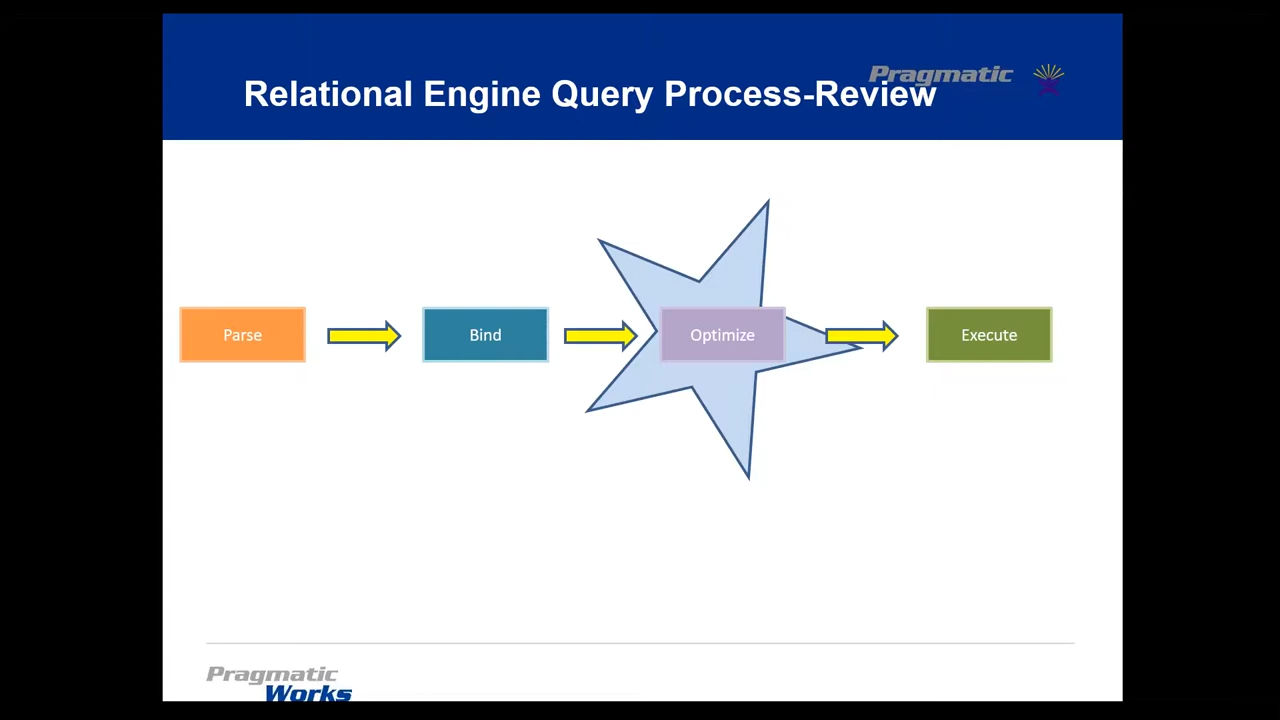 Pragmatic
Relational Engine Query Process-Review
Parse
Bind
Optimize
Execute
Pragmatic
Works